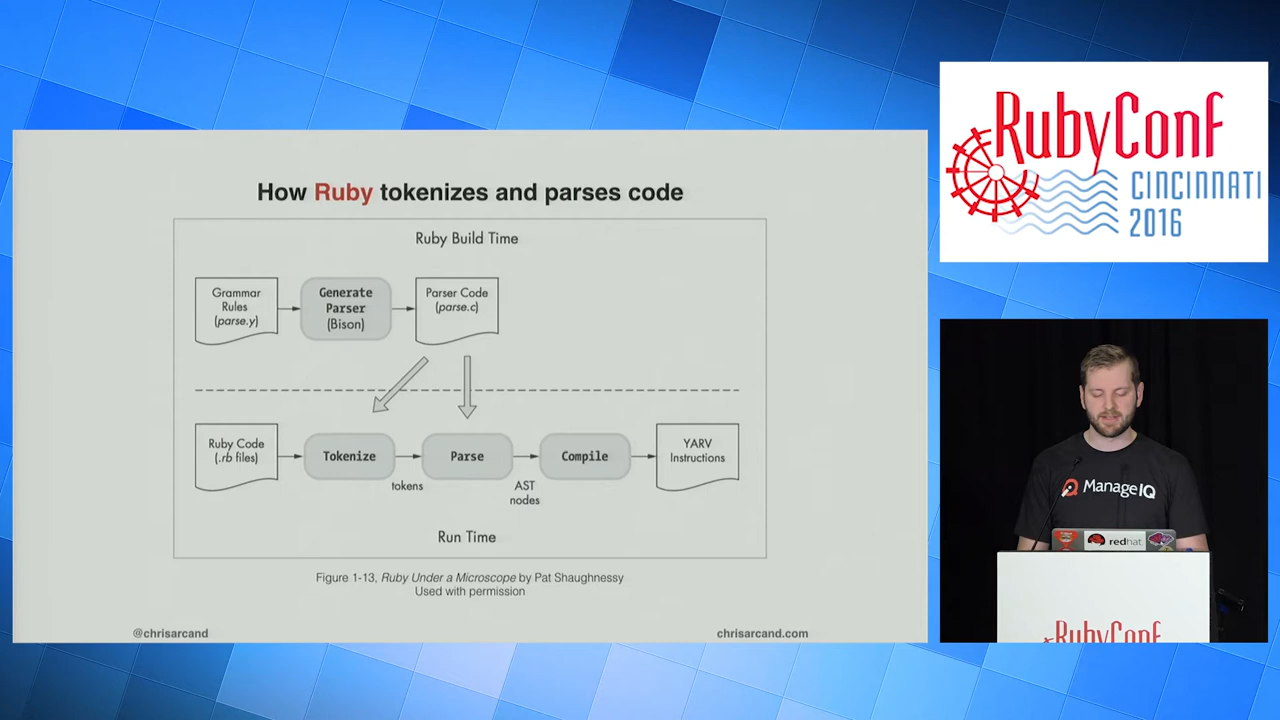 How Ruby tokenizes and parses code
Ruby Build Time
Grammar
Rules
(parse.y)
Generate
Parser
(Bison)
Parser Code
(parse.c)
Ruby Code
(.rb files)
Tokenize
tokens
Parse
AST
nodes
Compile
YARV
Instructions
Run Time
Figure 1-13, Ruby Under a Microscope by Pat Shaughnessy
Used with permission
@chrisarcand
chrisarcand.com
RubyConf
CINCINNATI
2016
ManageIQ
redhat
RubyConf